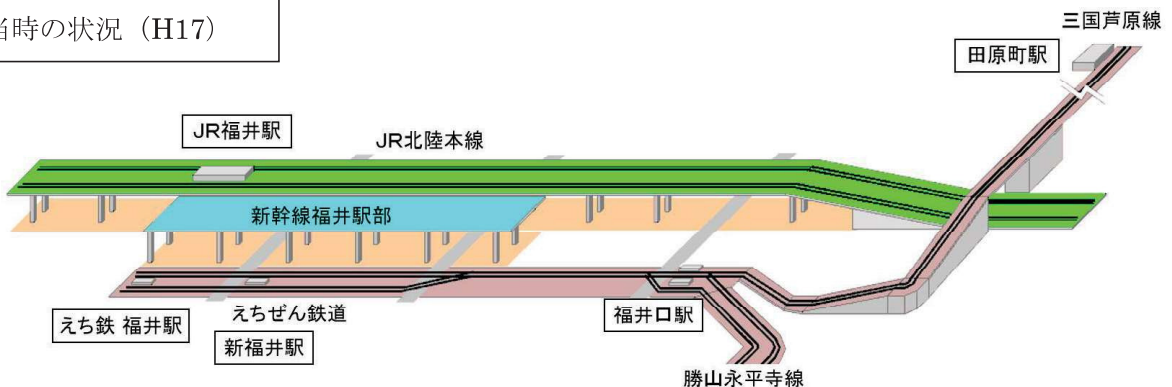 当時の状況（H17）
三国芦原線
田原町駅
JR福井駅
JR北陸本線
新幹線福井駅部
えち鉄 福井駅
えちぜん鉄道
新福井駅
福井口駅
勝山永平寺線